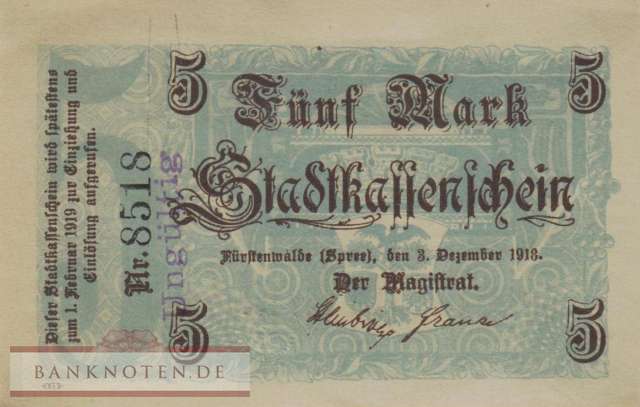 5 Fünf Mark 5
Stadtkassenschein
Fürstenwalde (Spree), den 3. Dezember 1918.
Der Magistrat.
5 5
Dieser Stadtkassenschein wird spätestens
zum 1. Februar 1919 zur Einziehung und
Einlösung aufgerufen.
Nr. 8518
Ungültig
BANKNOTEN.DE